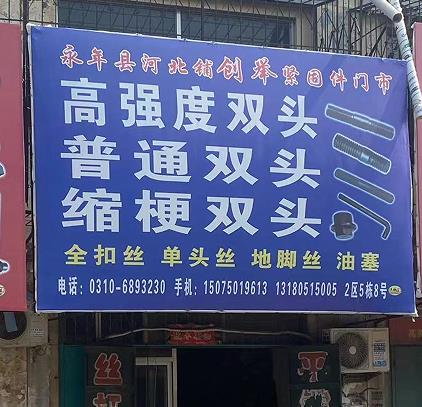 永年县河北铺创举紧固件门市
高强度双头
普通双头
缩梗双头
全扣丝 单头丝 地脚丝 油塞
电话：0310-6893230 手机：15075019613 13180515005 2区5栋8号
丝
平